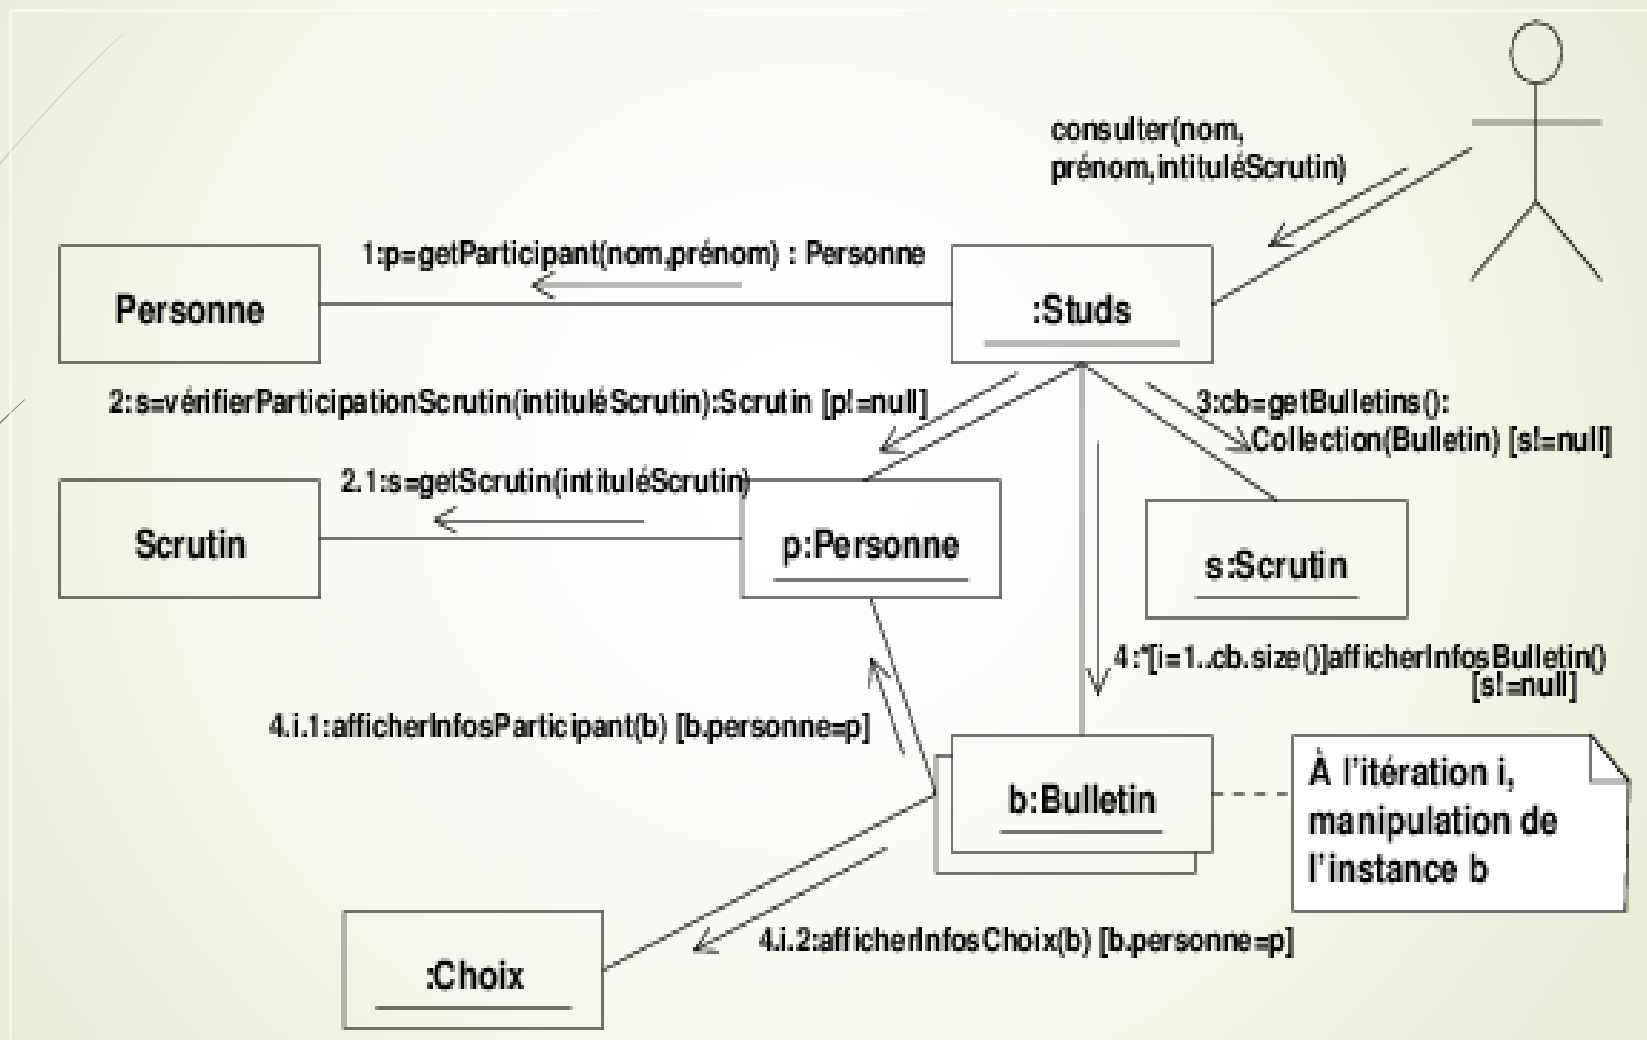 consulter(nom,
prénom,intituléScrutin)
1:p=getParticipant(nom,prénom) : Personne
Personne
:Studs
2:s=vérifierParticipationScrutin(intituléScrutin):Scrutin [p!=null]
3:cb=getBulletins():
Collection(Bulletin) [s!=null]
2.1:s=getScrutin(intituléScrutin)
Scrutin
p:Personne
s:Scrutin
4:*[i=1..cb.size()]afficherInfosBulletin()
[s!=null]
4.i.1:afficherInfosParticipant(b) [b.personne=p]
b:Bulletin
À l'itération i,
manipulation de
l'instance b
4.i.2:afficherInfosChoix(b) [b.personne=p]
:Choix